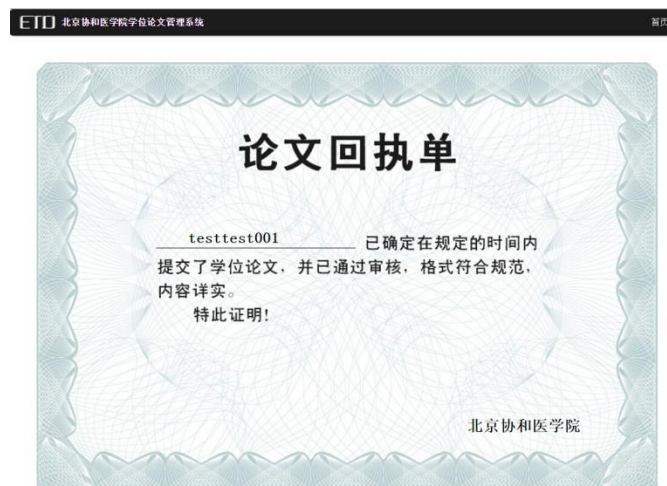 ETD 北京协和医学院学位论文管理系统
首页
论文回执单
testtest001 已确定在规定的时间内
提交了学位论文，并已通过审核，格式符合规范，
内容详实。
特此证明!
北京协和医学院